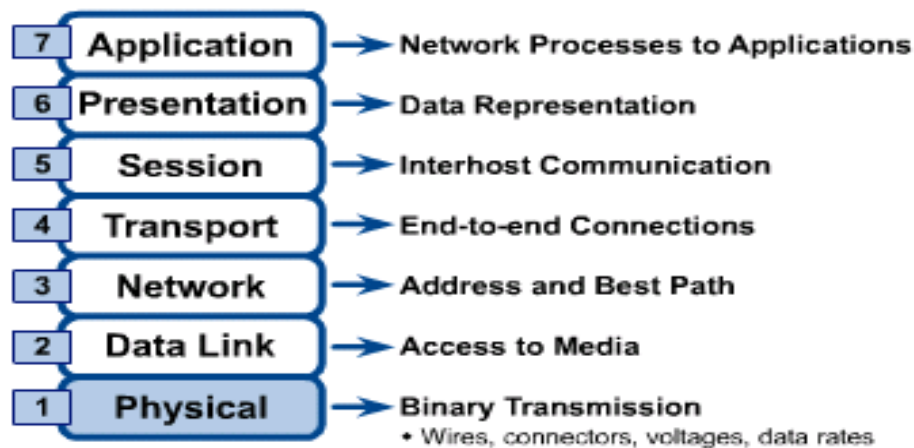 7 Application Network Processes to Applications
6 Presentation Data Representation
5 Session Interhost Communication
4 Transport End-to-end Connections
3 Network Address and Best Path
2 Data Link Access to Media
1 Physical Binary Transmission
• Wires, connectors, voltages, data rates